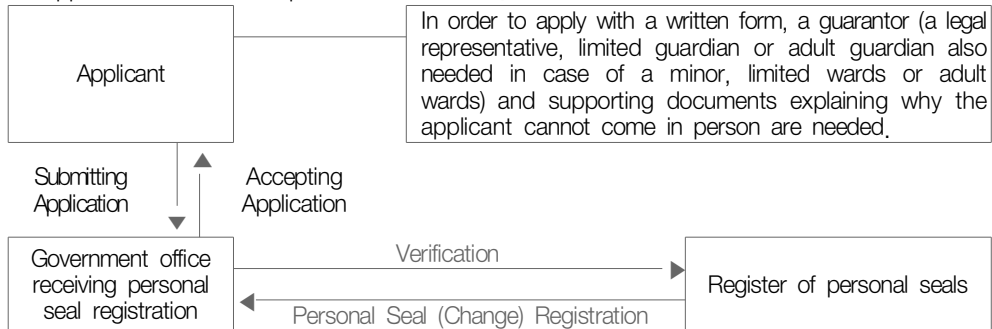 Applicant
In order to apply with a written form, a guarantor (a legal
representative, limited guardian or adult guardian also
needed in case of a minor, limited wards or adult
wards) and supporting documents explaining why the
applicant cannot come in person are needed.
Submitting
Application
Accepting
Application
Government office
receiving personal
seal registration
Verification
Personal Seal (Change) Registration
Register of personal seals